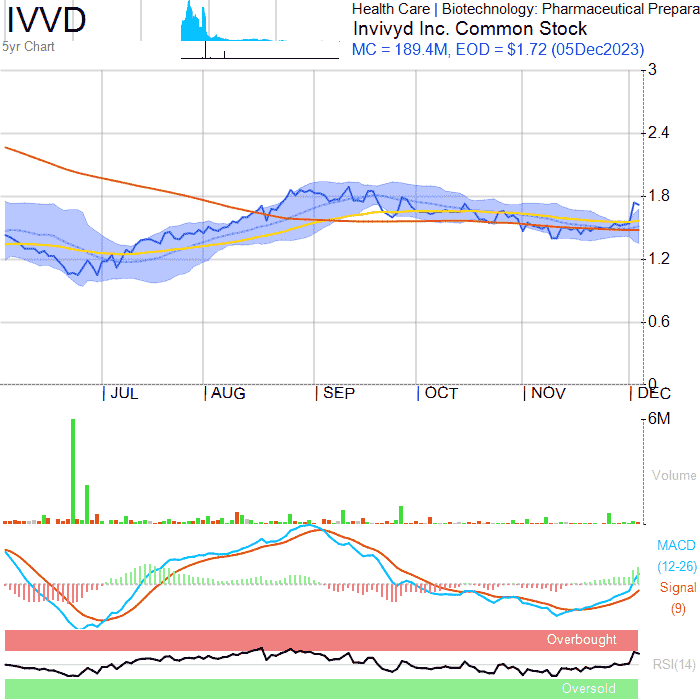 IVVD
5yr Chart
Health Care | Biotechnology: Pharmaceutical Prepara
Invivyd Inc. Common Stock
MC = 189.4M, EOD = $1.72 (05Dec2023)
3
2.4
1.8
1.2
0.6
0
JUL AUG SEP OCT NOV DEC
6M
Volume
MACD
(12-26)
Signal
(9)
Overbought
RSI(14)
Oversold